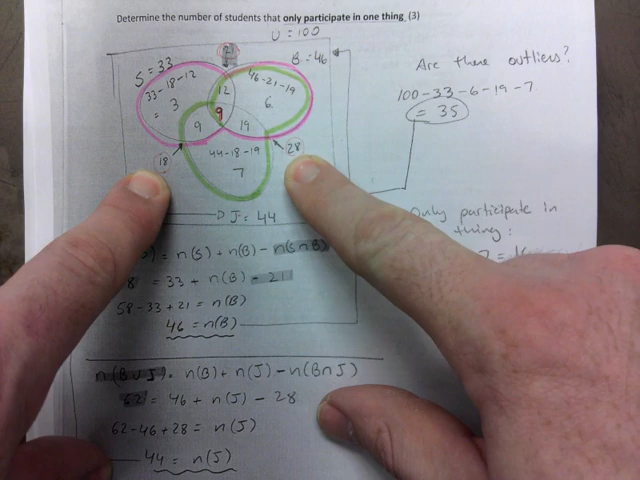 Determine the number of students that only participate in one thing. (3)
U = 100
S = 33
B = 46
33-18-12
= 3
12
46-21-19
6
9
9
19
18
44-18-19
7
28
J = 44
Are there outliers?
100-33-6-19-7
= 35
Only participate in
thing:
= n(S) + n(B) - n(S∩B)
= 33 + n(B) - 21
58-33+21 = n(B)
46 = n(B)
n(B∪J) = n(B) + n(J) - n(B∩J)
62 = 46 + n(J) - 28
62-46+28 = n(J)
44 = n(J)